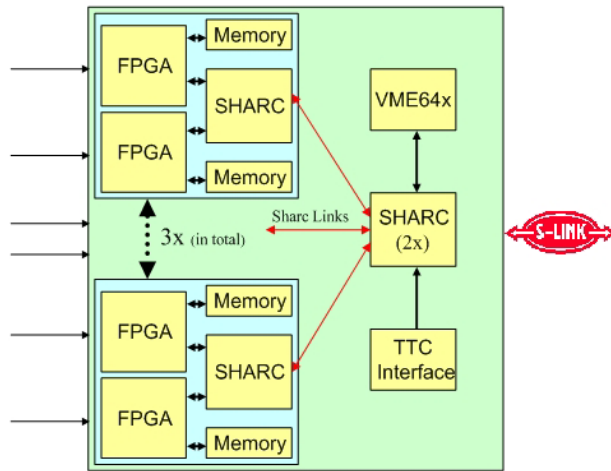 Memory
FPGA
SHARC
FPGA
Memory
VME64x
3x (in total)
Sharc Links
SHARC
(2x)
S-LINK
Memory
FPGA
SHARC
FPGA
Memory
TTC
Interface